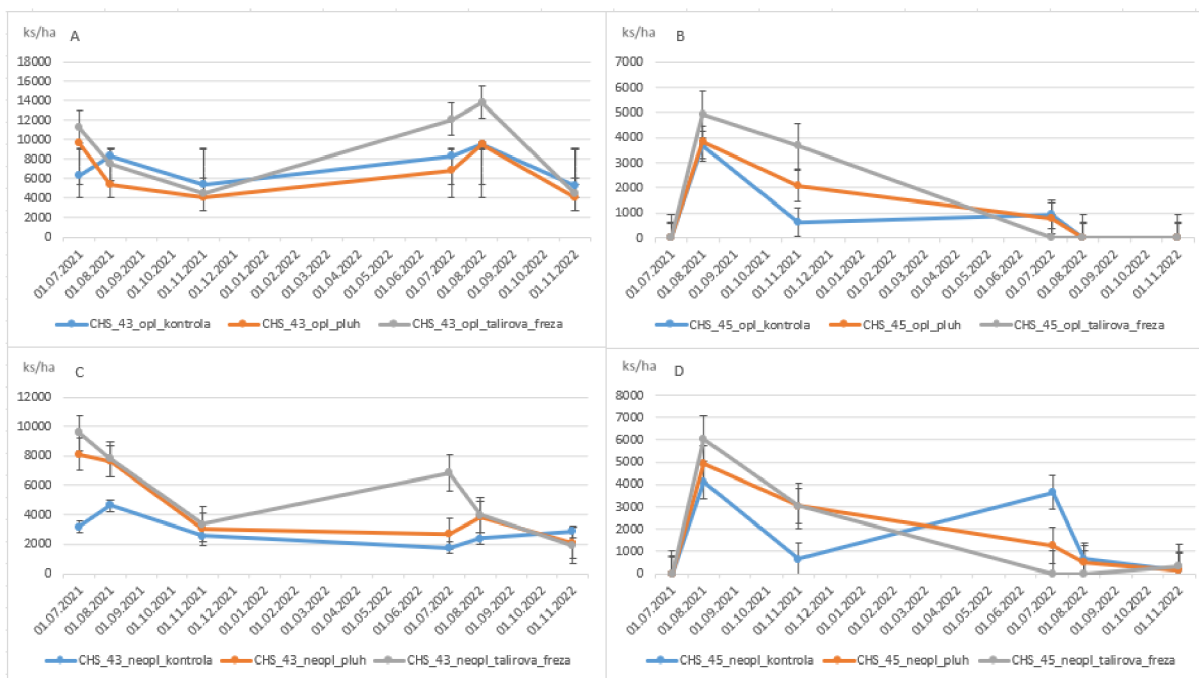 ks/ha A
18000
16000
14000
12000
10000
8000
6000
4000
2000
0
01.07.2021 01.08.2021 01.09.2021 01.10.2021 01.11.2021 01.12.2021 01.01.2022 01.02.2022 01.03.2022 01.04.2022 01.05.2022 01.06.2022 01.07.2022 01.08.2022 01.09.2022 01.10.2022 01.11.2022
CHS_43_opl_kontrola CHS_43_opl_pluh CHS_43_opl_talirova_freza
ks/ha B
7000
6000
5000
4000
3000
2000
1000
0
01.07.2021 01.08.2021 01.09.2021 01.10.2021 01.11.2021 01.12.2021 01.01.2022 01.02.2022 01.03.2022 01.04.2022 01.05.2022 01.06.2022 01.07.2022 01.08.2022 01.09.2022 01.10.2022 01.11.2022
CHS_45_opl_kontrola CHS_45_opl_pluh CHS_45_opl_talirova_freza
ks/ha C
12000
10000
8000
6000
4000
2000
0
01.07.2021 01.08.2021 01.09.2021 01.10.2021 01.11.2021 01.12.2021 01.01.2022 01.02.2022 01.03.2022 01.04.2022 01.05.2022 01.06.2022 01.07.2022 01.08.2022 01.09.2022 01.10.2022 01.11.2022
CHS_43_neopl_kontrola CHS_43_neopl_pluh CHS_43_neopl_talirova_freza
ks/ha D
8000
7000
6000
5000
4000
3000
2000
1000
0
01.07.2021 01.08.2021 01.09.2021 01.10.2021 01.11.2021 01.12.2021 01.01.2022 01.02.2022 01.03.2022 01.04.2022 01.05.2022 01.06.2022 01.07.2022 01.08.2022 01.09.2022 01.10.2022 01.11.2022
CHS_45_neopl_kontrola CHS_45_neopl_pluh CHS_45_neopl_talirova_freza